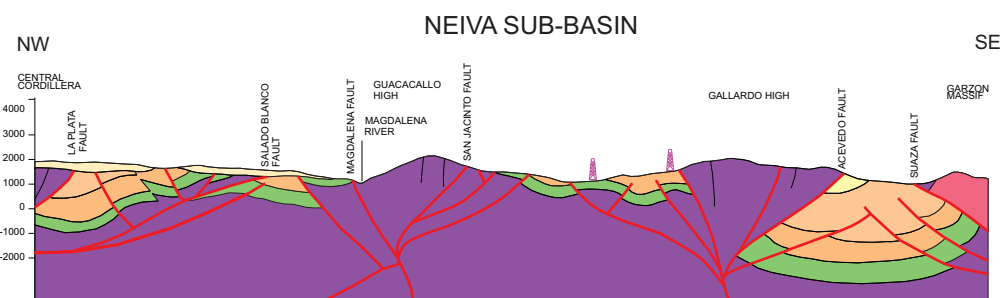 NEIVA SUB-BASIN
NW
SE
CENTRAL
CORDILLERA
LA PLATA
FAULT
SALADO BLANCO
FAULT
MAGDALENA FAULT
GUACACALLO
HIGH
MAGDALENA
RIVER
SAN JACINTO FAULT
GALLARDO HIGH
ACEVEDO FAULT
SUAZA FAULT
GARZON
MASSIF
4000
3000
2000
1000
0
-1000
-2000